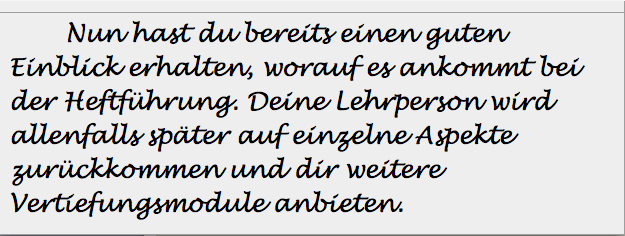 Nun hast du bereits einen guten
Einblick erhalten, worauf es ankommt bei
der Heftführung. Deine Lehrperson wird
allenfalls später auf einzelne Aspekte
zurückkommen und dir weitere
Vertiefungsmodule anbieten.